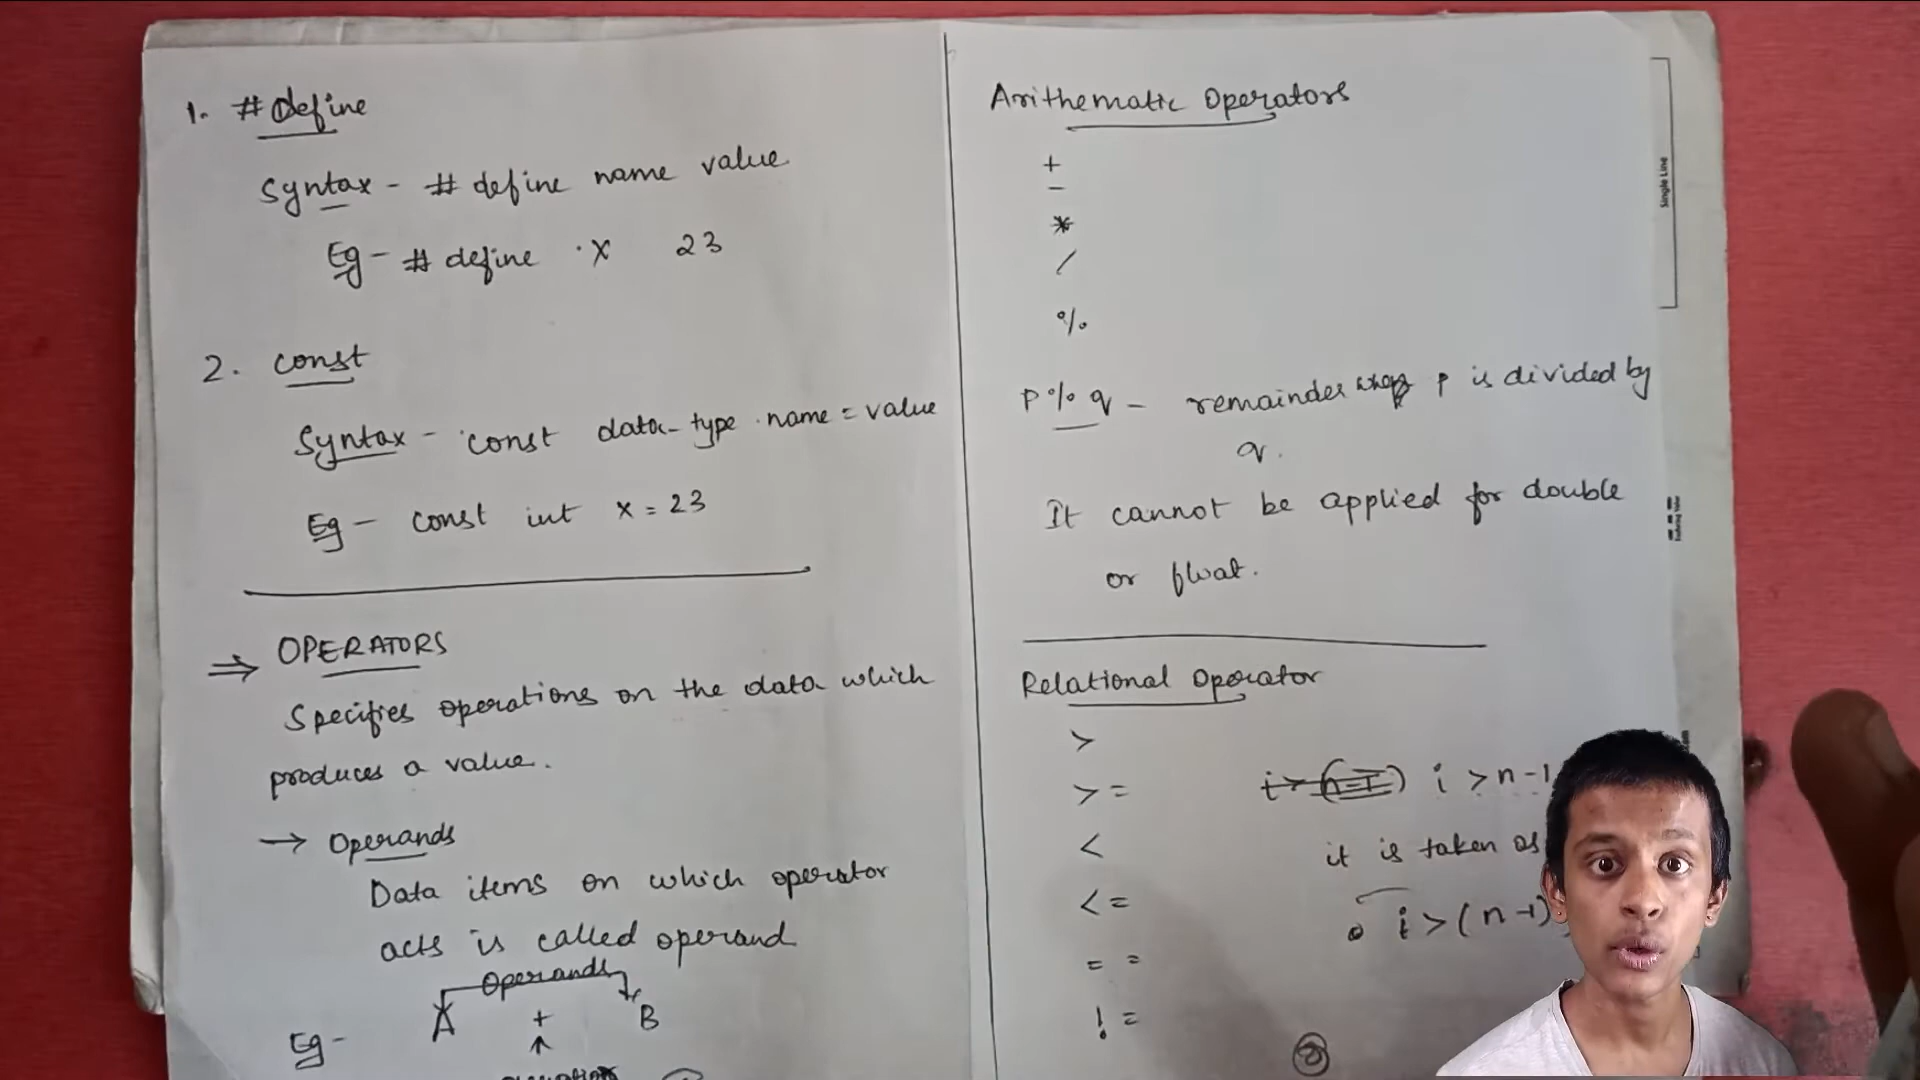 1. # Define
Syntax - # define name value
Eg - # define X 23
2. const
Syntax - const data-type name = value
Eg - const int x = 23
⇒ OPERATORS
Specifies operations on the data which
produces a value.
→ Operands
Data items on which operator
acts is called operand
Operands
Eg - A + B
Arithematic Operators
+
-
*
/
%
P % q - remainder p is divided by
q.
It cannot be applied for double
or float.
Relational Operator
>
>= i > n-1
< it is taken as
<= i > (n-1)
= =
! =
Single Line